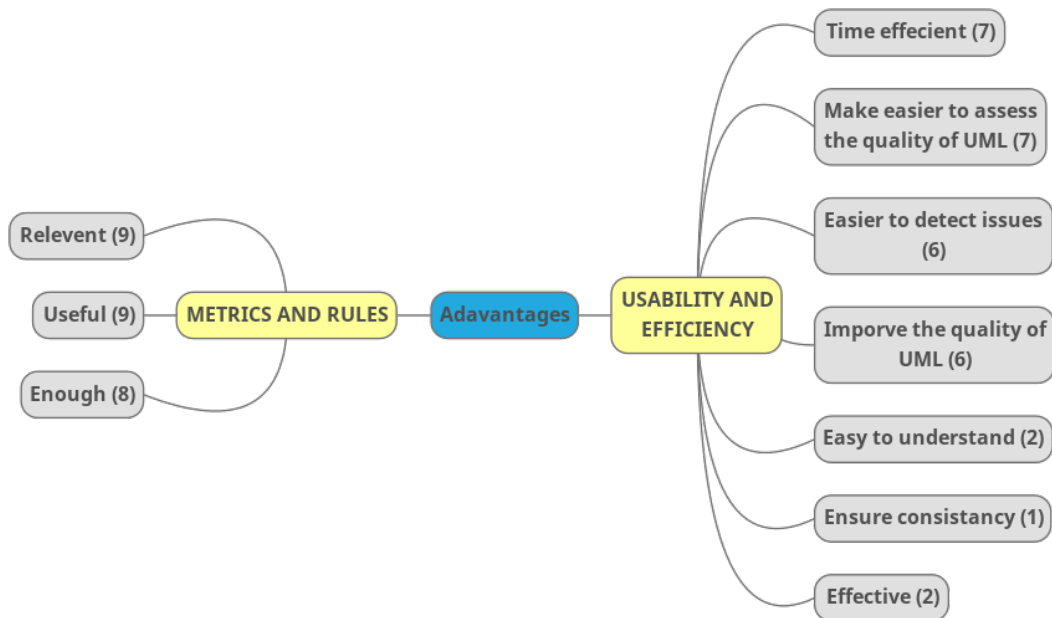 Adavantages
METRICS AND RULES
Relevent (9)
Useful (9)
Enough (8)
USABILITY AND
EFFICIENCY
Time effecient (7)
Make easier to assess
the quality of UML (7)
Easier to detect issues
(6)
Imporve the quality of
UML (6)
Easy to understand (2)
Ensure consistancy (1)
Effective (2)